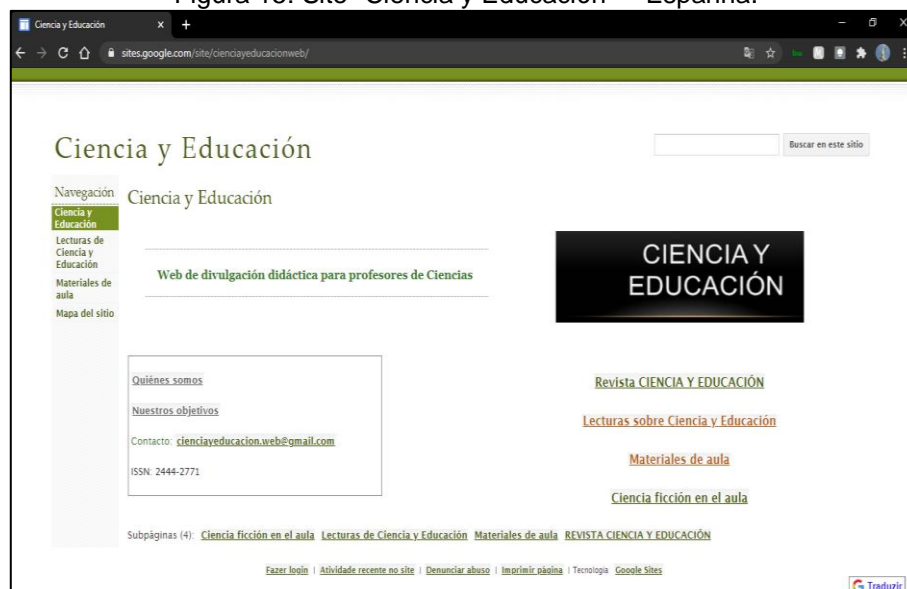 Figura 13: Site "Ciencia y Educación" – Espanha.
Ciencia y Educación
sites.google.com/site/cienciayeducacionweb/
Ciencia y Educación
Buscar en este sitio
Navegación
Ciencia y
Educación
Lecturas de
Ciencia y
Educación
Materiales de
aula
Mapa del sitio
Ciencia y Educación
Web de divulgación didáctica para profesores de Ciencias
CIENCIA Y
EDUCACIÓN
Quiénes somos
Nuestros objetivos
Contacto: cienciayeducacion.web@gmail.com
ISSN: 2444-2771
Revista CIENCIA Y EDUCACIÓN
Lecturas sobre Ciencia y Educación
Materiales de aula
Ciencia ficción en el aula
Subpáginas (4): Ciencia ficción en el aula Lecturas de Ciencia y Educación Materiales de aula REVISTA CIENCIA Y EDUCACIÓN
Fazer login | Atividade recente no site | Denunciar abuso | Imprimir página | Tecnologia Google Sites
Traduzir